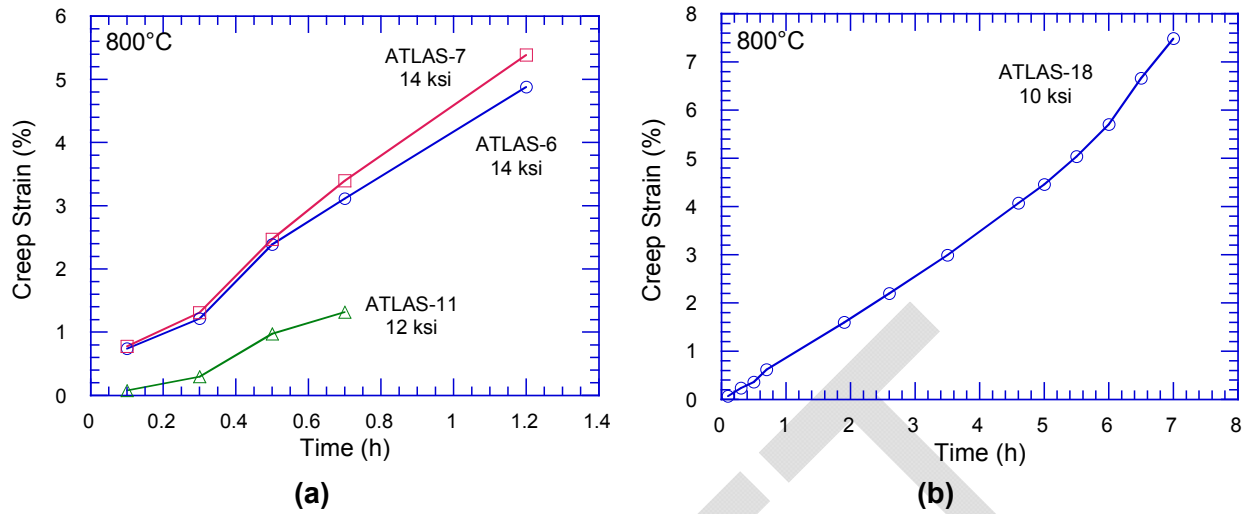 800°C
ATLAS-7
14 ksi
ATLAS-6
14 ksi
ATLAS-11
12 ksi
Creep Strain (%)
6
5
4
3
2
1
0
0 0.2 0.4 0.6 0.8 1 1.2 1.4
Time (h)
(a)
800°C
ATLAS-18
10 ksi
Creep Strain (%)
8
7
6
5
4
3
2
1
0
0 1 2 3 4 5 6 7 8
Time (h)
(b)